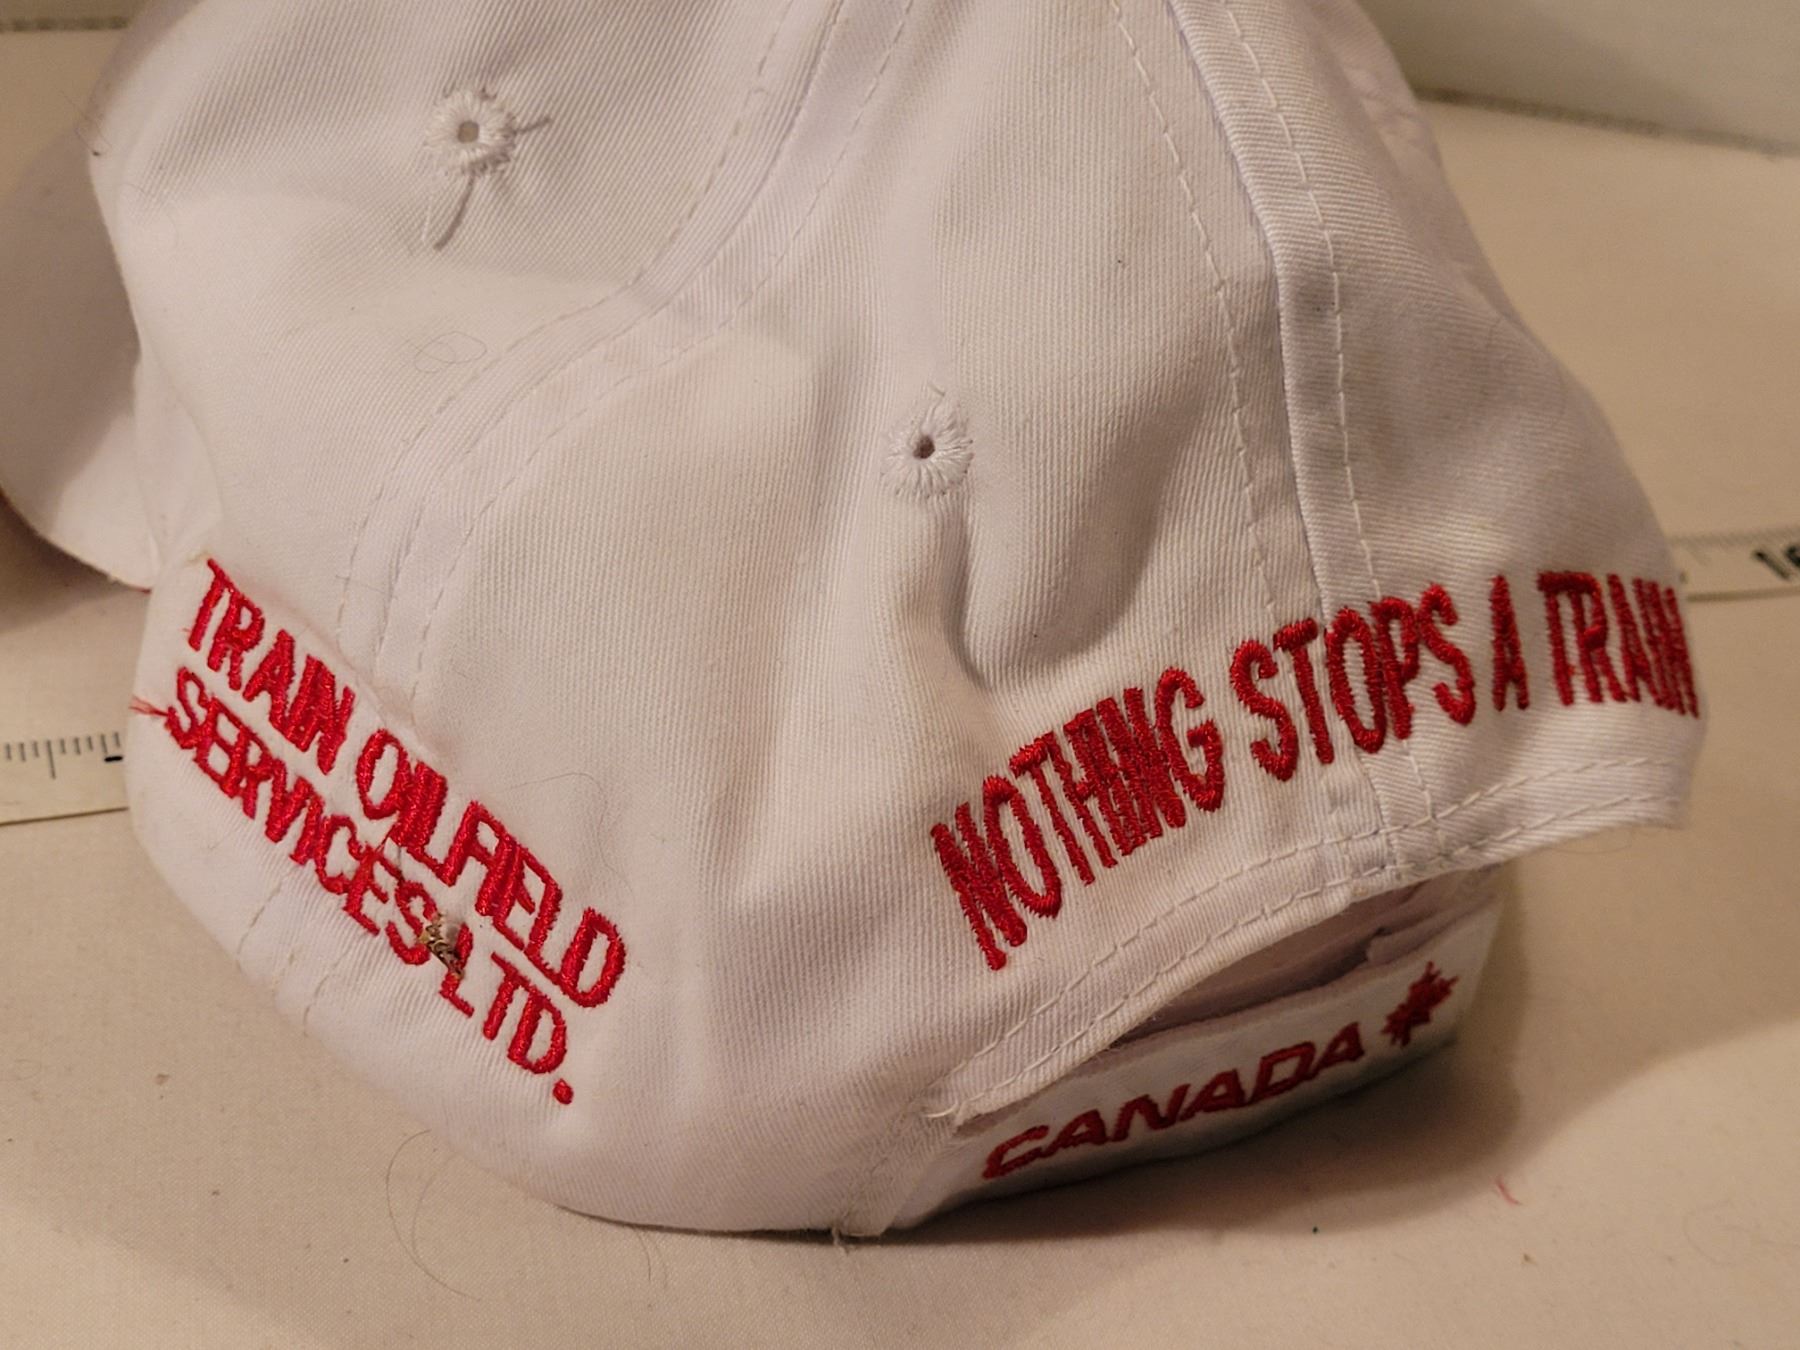 TRAIN OILFIELD
SERVICES LTD.
NOTHING STOPS A TRAIN
CANADA